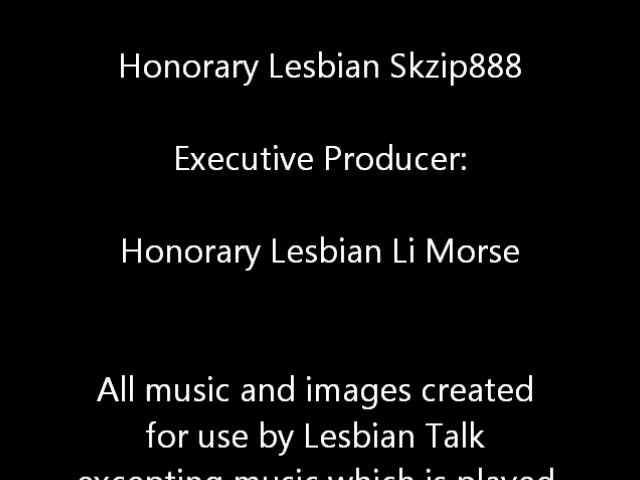 Honorary Lesbian Skzip888
Executive Producer:
Honorary Lesbian Li Morse
All music and images created
for use by Lesbian Talk
excepting music which is played